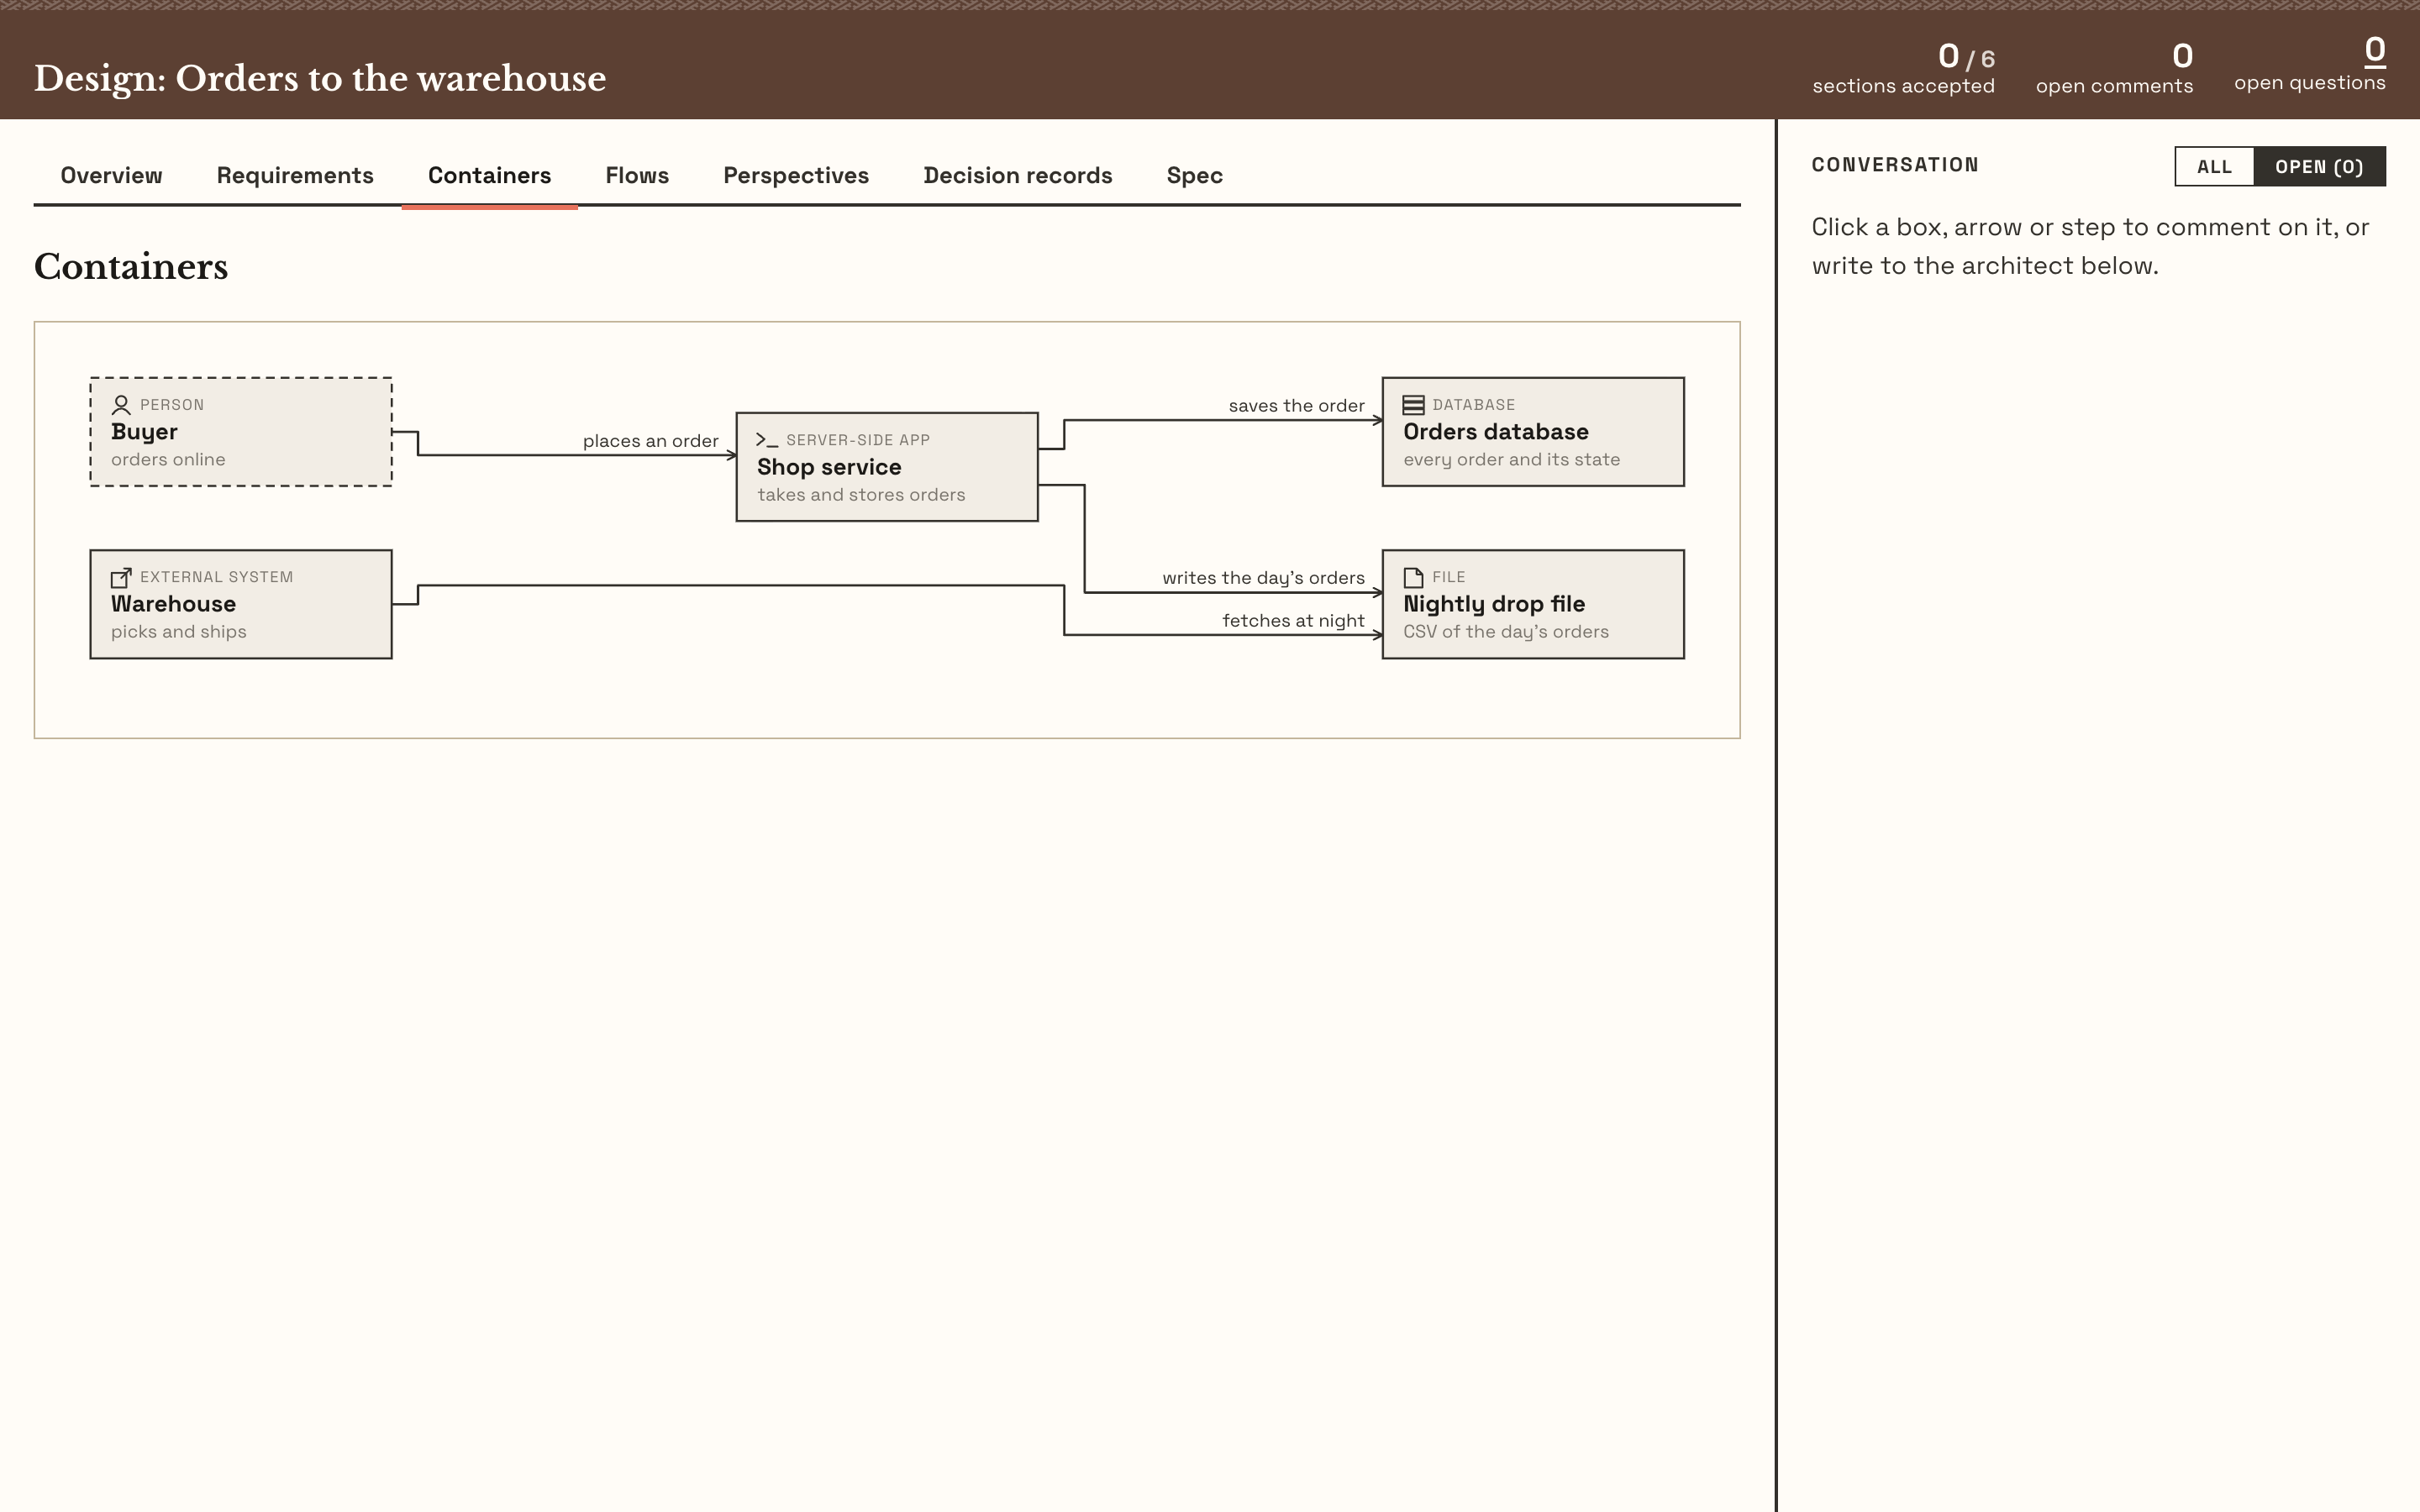 Design: Orders to the warehouse
0 / 6
sections accepted
0
open comments
0
open questions
Overview
Requirements
Containers
Flows
Perspectives
Decision records
Spec
CONVERSATION
ALL
OPEN (0)
Click a box, arrow or step to comment on it, or
write to the architect below.
Containers
PERSON
Buyer
orders online
places an order
SERVER-SIDE APP
Shop service
takes and stores orders
saves the order
DATABASE
Orders database
every order and its state
EXTERNAL SYSTEM
Warehouse
picks and ships
writes the day's orders
fetches at night
FILE
Nightly drop file
CSV of the day's orders